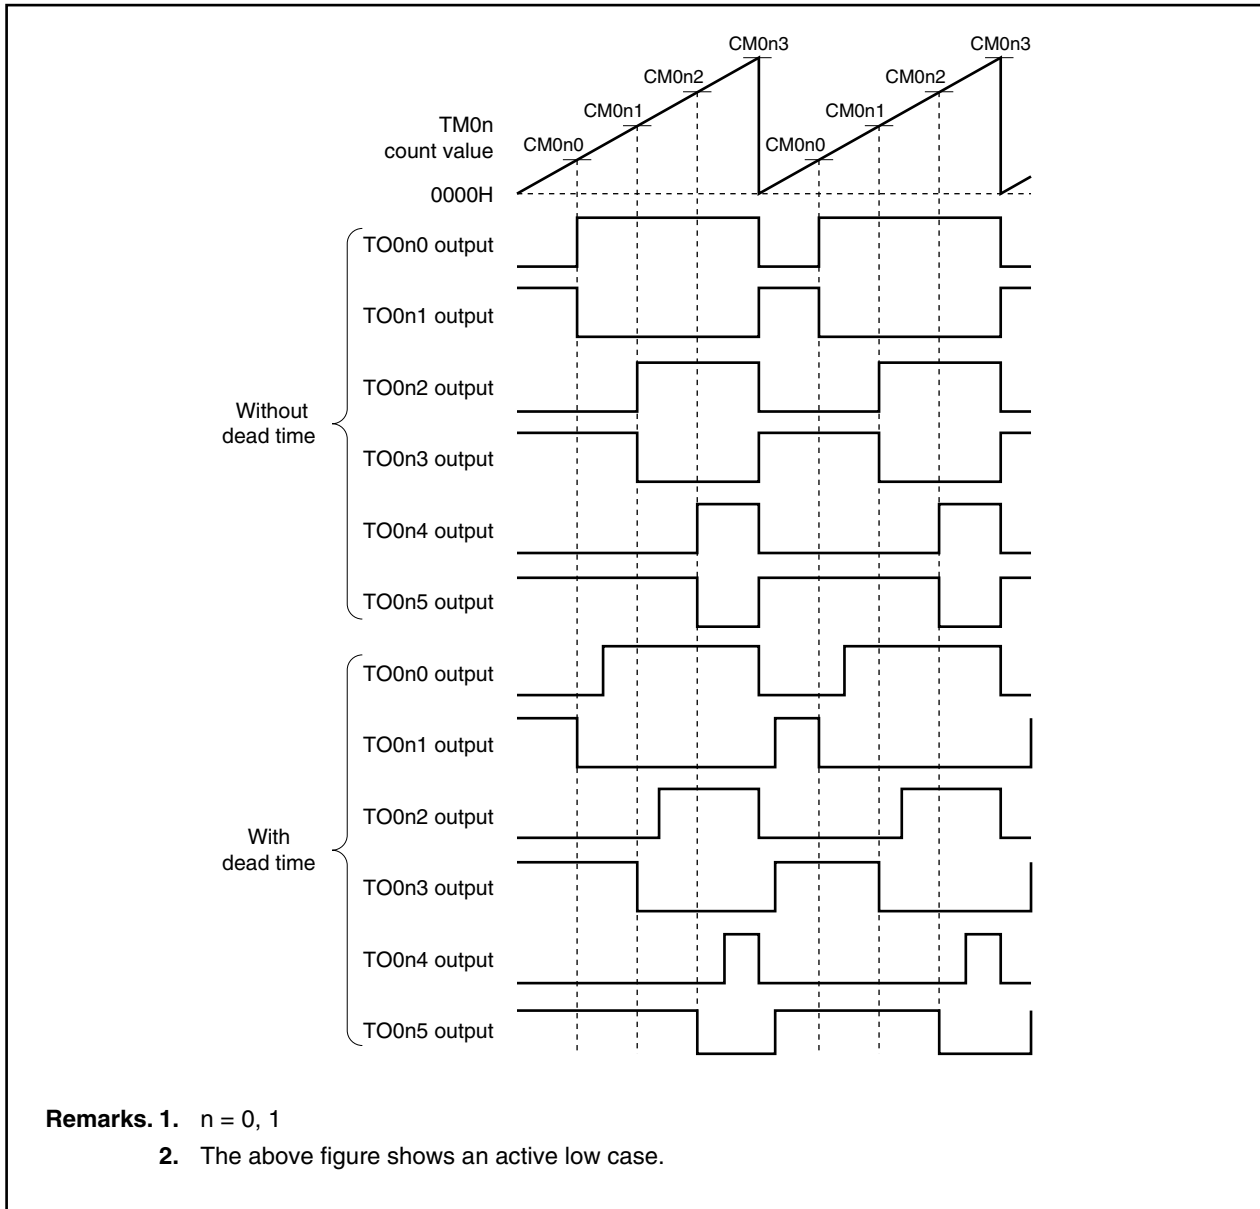 CM0n3 CM0n3
CM0n2 CM0n2
CM0n1 CM0n1
TM0n
count value
CM0n0 CM0n0
0000H
Without
dead time
TO0n0 output
TO0n1 output
TO0n2 output
TO0n3 output
TO0n4 output
TO0n5 output
With
dead time
TO0n0 output
TO0n1 output
TO0n2 output
TO0n3 output
TO0n4 output
TO0n5 output
Remarks. 1. n = 0, 1
2. The above figure shows an active low case.